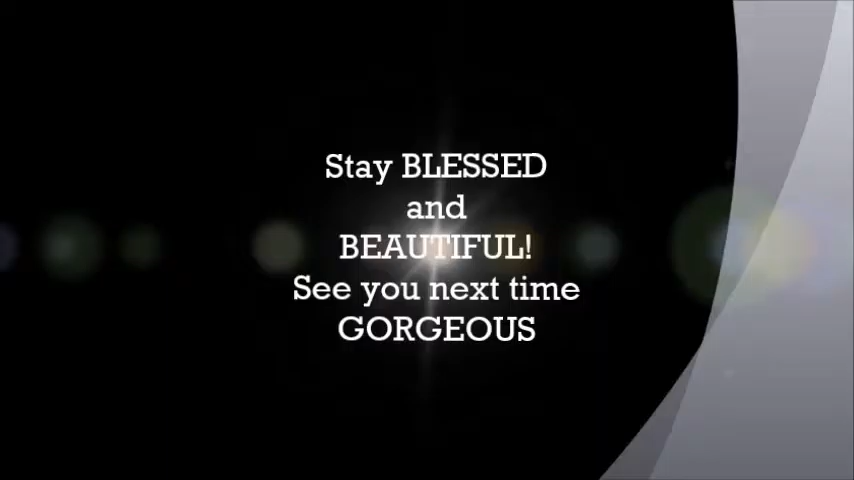 Stay BLESSED
and
BEAUTIFUL!
See you next time
GORGEOUS